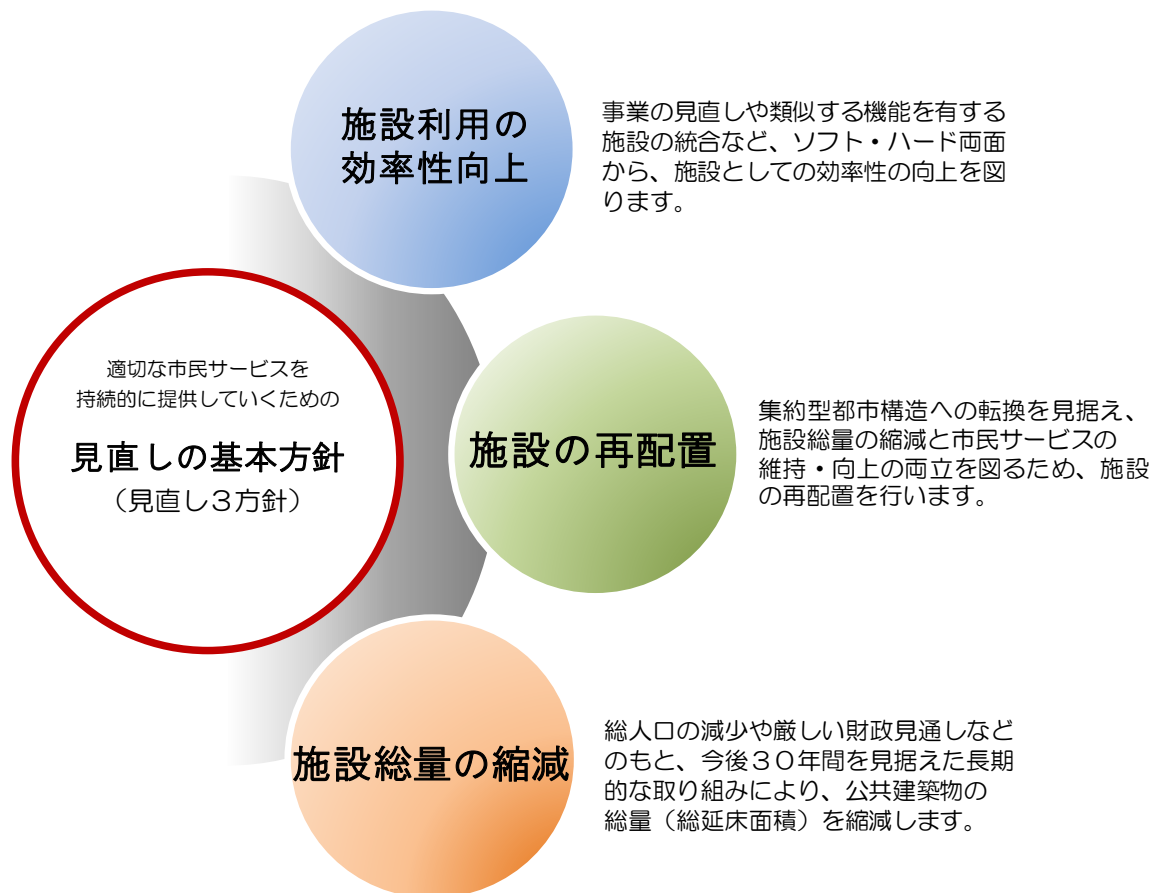 施設利用の
効率性向上
事業の見直しや類似する機能を有する
施設の統合など、ソフト・ハード両面
から、施設としての効率性の向上を図
ります。
適切な市民サービスを
持続的に提供していくための
見直しの基本方針
（見直し３方針）
施設の再配置
集約型都市構造への転換を見据え、
施設総量の縮減と市民サービスの
維持・向上の両立を図るため、施設
の再配置を行います。
施設総量の縮減
総人口の減少や厳しい財政見通しなど
のもと、今後３０年間を見据えた長期
的な取り組みにより、公共建築物の
総量（総延床面積）を縮減します。